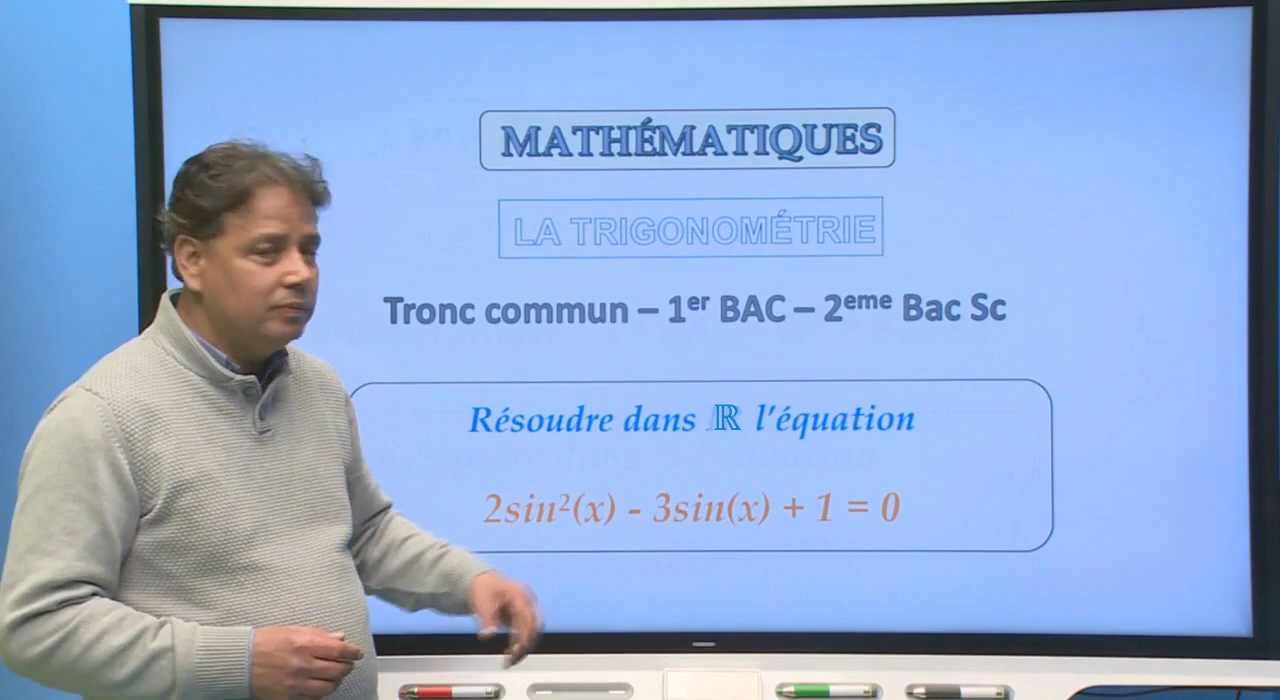 MATHÉMATIQUES
LA TRIGONOMÉTRIE
Tronc commun – 1er BAC – 2eme Bac Sc
Résoudre dans ℝ l'équation
2sin²(x) - 3sin(x) + 1 = 0